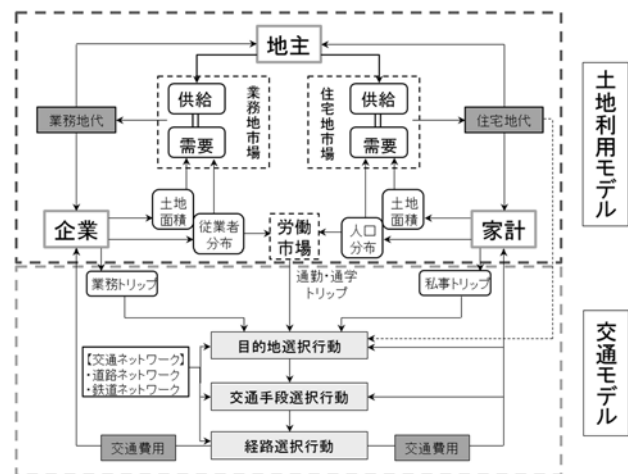 地主
供給
需要
業務地市場
住宅地市場
供給
需要
業務地代
住宅地代
土地
面積
従業者
分布
労働
市場
人口
分布
土地
面積
企業
家計
土地利用モデル
業務トリップ
通勤・通学
トリップ
私事トリップ
目的地選択行動
【交通ネットワーク】
・道路ネットワーク
・鉄道ネットワーク
交通手段選択行動
交通費用
経路選択行動
交通費用
交通モデル